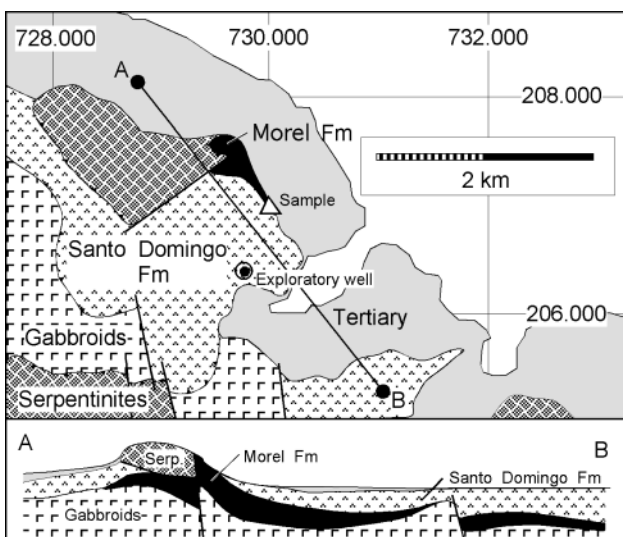 728.000 730.000 732.000
A
208.000
Morel Fm
2 km
Sample
Santo Domingo
Fm
Exploratory well
206.000
Tertiary
Gabbroids
Serpentinites
B
A B
Serp. Morel Fm
Santo Domingo Fm
Gabbroids